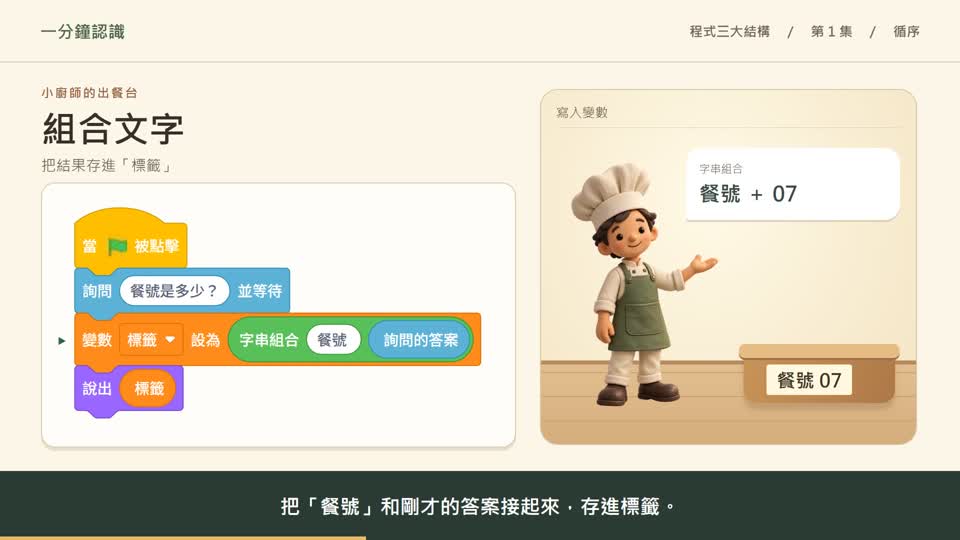 一分鐘認識
程式三大結構 / 第 1 集 / 循序
小廚師的出餐台
組合文字
把結果存進「標籤」
當 被點擊
詢問 餐號是多少？ 並等待
變數 標籤 設為 字串組合 餐號 詢問的答案
說出 標籤
寫入變數
字串組合
餐號 + 07
餐號 07
把「餐號」和剛才的答案接起來，存進標籤。